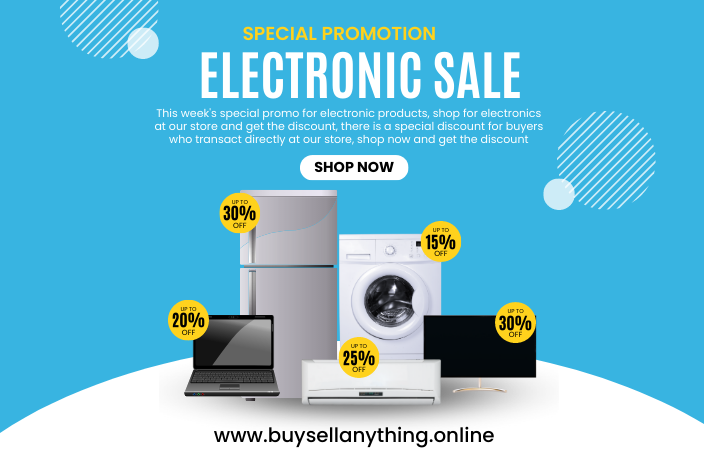 SPECIAL PROMOTION
ELECTRONIC SALE
This week's special promo for electronic products, shop for electronics
at our store and get the discount, there is a special discount for buyers
who transact directly at our store, shop now and get the discount
SHOP NOW
UP TO
30%
OFF
UP TO
15%
OFF
UP TO
20%
OFF
UP TO
30%
OFF
UP TO
25%
OFF
www.buysellanything.online